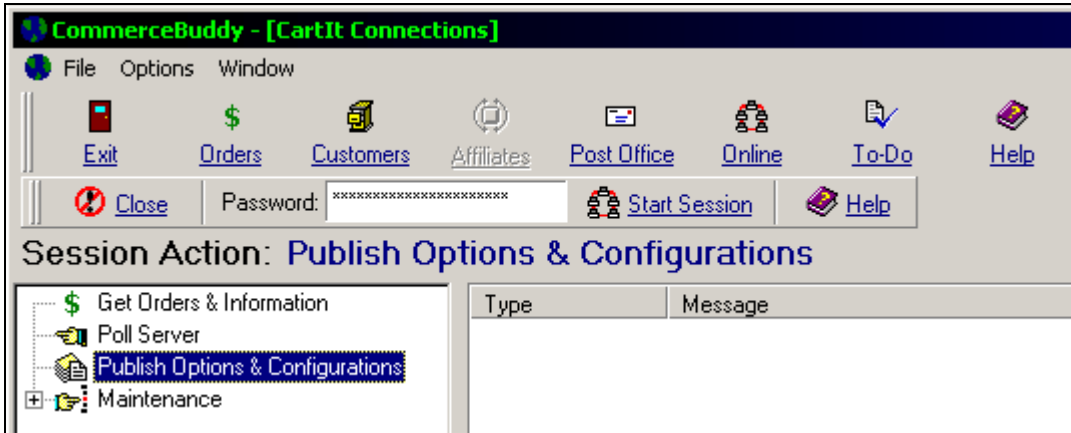 CommerceBuddy - [CartIt Connections]
File Options Window
Exit Orders Customers Affiliates Post Office Online To-Do Help
Close Password: ********************** Start Session Help
Session Action: Publish Options & Configurations
Get Orders & Information
Poll Server
Publish Options & Configurations
Maintenance
Type Message